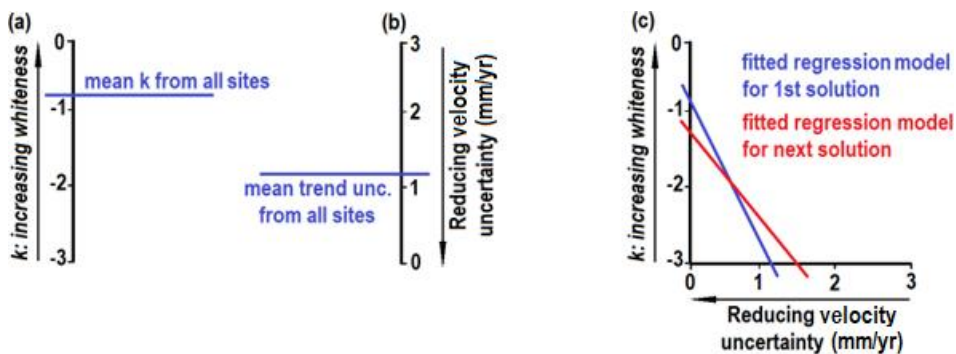 (a)
0
-1
-2
-3
k: increasing whiteness
mean k from all sites
(b)
3
2
1
0
mean trend unc.
from all sites
Reducing velocity
uncertainty (mm/yr)
(c)
0
-1
-2
-3
k: increasing whiteness
fitted regression model
for 1st solution
fitted regression model
for next solution
0 1 2 3
Reducing velocity
uncertainty (mm/yr)